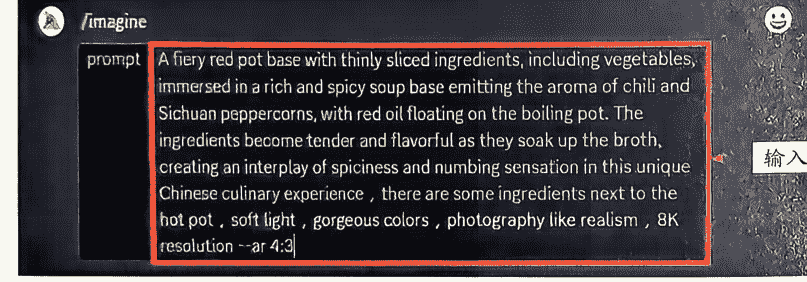 /imagine
prompt A fiery red pot base with thinly sliced ingredients, including vegetables,
immersed in a rich and spicy soup base emitting the aroma of chili and
Sichuan peppercorns, with red oil floating on the boiling pot. The
ingredients become tender and flavorful as they soak up the broth,
creating an interplay of spiciness and numbing sensation in this unique
Chinese culinary experience , there are some ingredients next to the
hot pot , soft light , gorgeous colors , photography like realism , 8K
resolution --ar 4:3
输入